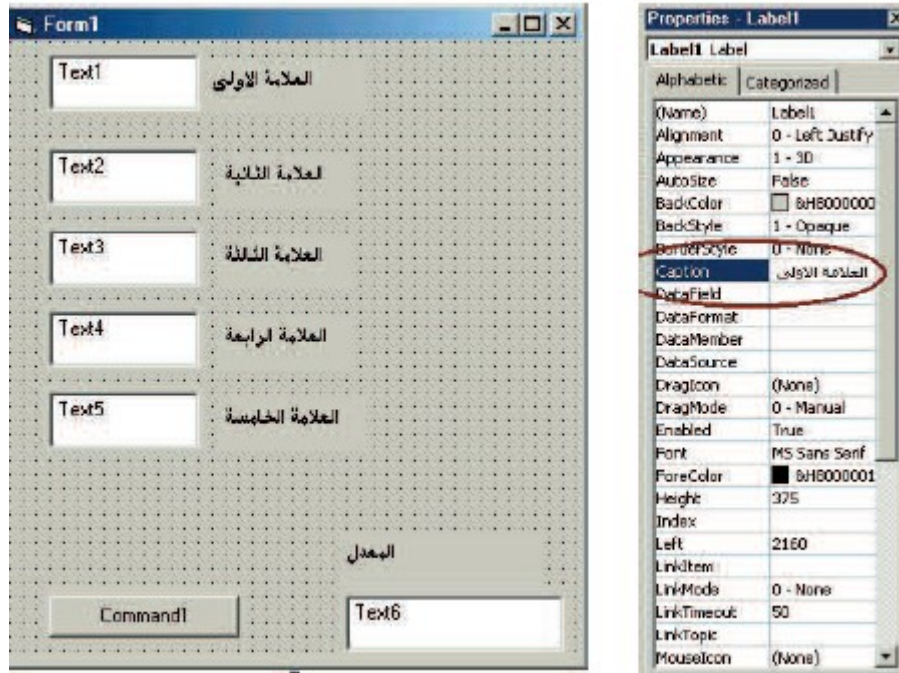 Form1
Text1
العلامة الاولى
Text2
العلامة الثانية
Text3
العلامة الثالثة
Text4
العلامة الرابعة
Text5
العلامة الخامسة
المعدل
Command1
Text6
Properties - Label1
Label1 Label
Alphabetic
Categorized
(Name) Label1
Alignment 0 - Left Justify
Appearance 1 - 3D
AutoSize False
BackColor &H8000000
BackStyle 1 - Opaque
BorderStyle 0 - None
Caption العلامة الاولى
DataField
DataFormat
DataMember
DataSource
DragIcon (None)
DragMode 0 - Manual
Enabled True
Font MS Sans Serif
ForeColor &H8000001
Height 375
Index
Left 2160
LinkItem
LinkMode 0 - None
LinkTimeout 50
LinkTopic
MouseIcon (None)